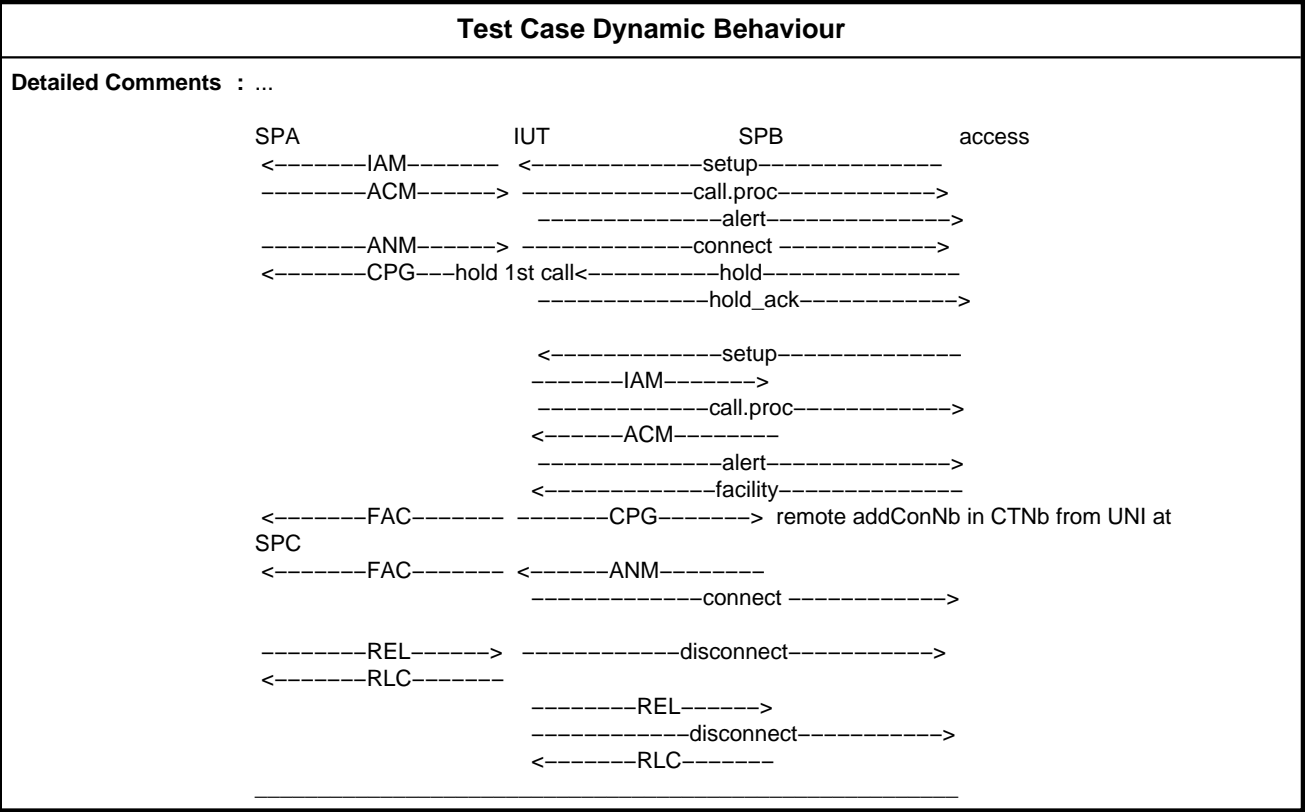 Test Case Dynamic Behaviour
Detailed Comments : ...
SPA IUT SPB access
<−−−−−−−IAM−−−−−−− <−−−−−−−−−−−−−setup−−−−−−−−−−−−−−
−−−−−−−−ACM−−−−−−> −−−−−−−−−−−−−call.proc−−−−−−−−−−−−>
−−−−−−−−−−−−−−alert−−−−−−−−−−−−−−>
−−−−−−−−ANM−−−−−−> −−−−−−−−−−−−−connect −−−−−−−−−−−−>
<−−−−−−−CPG−−−hold 1st call<−−−−−−−−−−hold−−−−−−−−−−−−−−−
−−−−−−−−−−−−−hold_ack−−−−−−−−−−−−>
<−−−−−−−−−−−−−setup−−−−−−−−−−−−−−
−−−−−−−IAM−−−−−−−>
−−−−−−−−−−−−−call.proc−−−−−−−−−−−−>
<−−−−−−ACM−−−−−−−−
−−−−−−−−−−−−−−alert−−−−−−−−−−−−−−>
<−−−−−−−−−−−−−facility−−−−−−−−−−−−−−
<−−−−−−−FAC−−−−−−− −−−−−−−CPG−−−−−−−> remote addConNb in CTNb from UNI at
SPC
<−−−−−−−FAC−−−−−−− <−−−−−−ANM−−−−−−−−
−−−−−−−−−−−−−connect −−−−−−−−−−−−>
−−−−−−−−REL−−−−−−> −−−−−−−−−−−−disconnect−−−−−−−−−−−>
<−−−−−−−RLC−−−−−−−
−−−−−−−−REL−−−−−−>
−−−−−−−−−−−−disconnect−−−−−−−−−−−>
<−−−−−−−RLC−−−−−−−